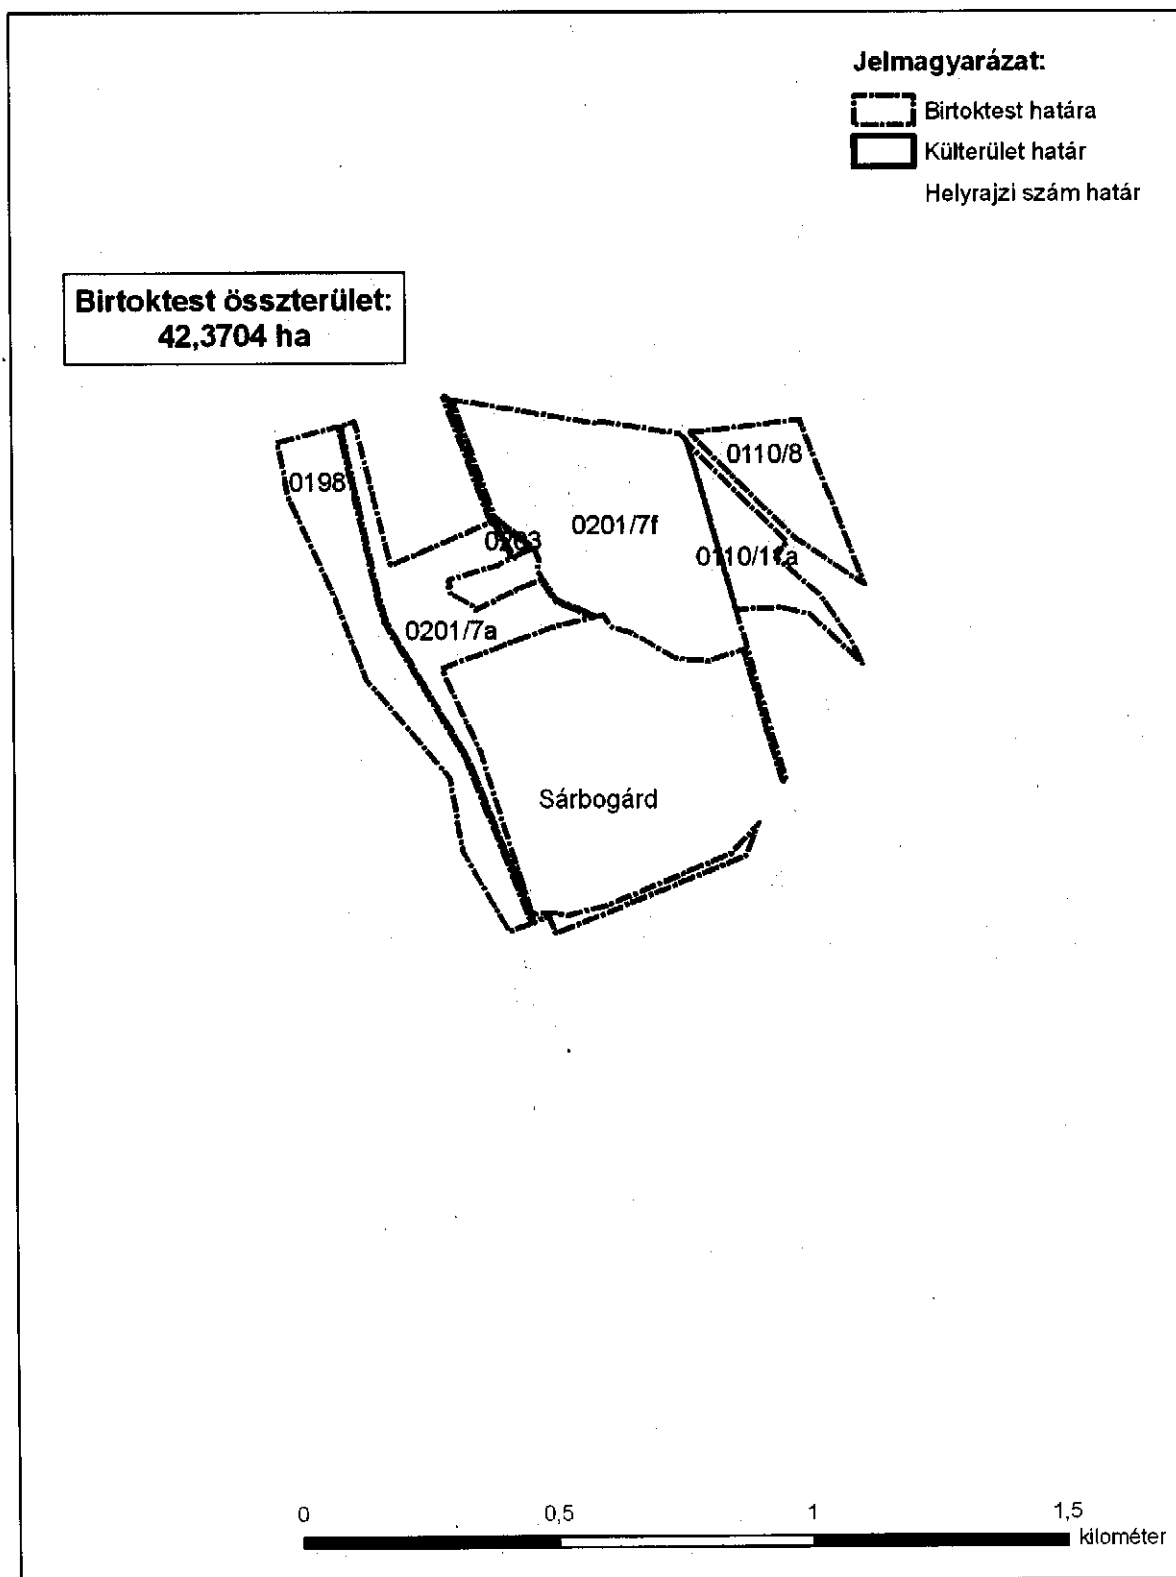 Jelmagyarázat:
Birtoktest határa
Külterület határ
Helyrajzi szám határ
Birtoktest összterület:
42,3704 ha
0110/8
0198
0201/7f
0203
0110/11a
0201/7a
Sárbogárd
0
0,5
1
1,5
kilométer